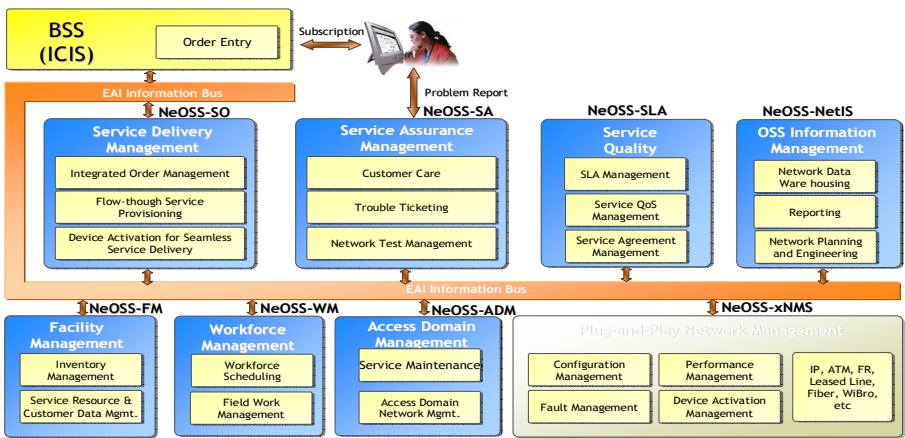 BSS
(ICIS)
Order Entry
Subscription
Problem Report
EAI Information Bus
NeOSS-SO
NeOSS-SA
NeOSS-SLA
NeOSS-NetIS
Service Delivery
Management
Integrated Order Management
Flow-though Service
Provisioning
Device Activation for Seamless
Service Delivery
Service Assurance
Management
Customer Care
Trouble Ticketing
Network Test Management
Service
Quality
SLA Management
Service QoS
Management
Service Agreement
Management
OSS Information
Management
Network Data
Ware housing
Reporting
Network Planning
and Engineering
EAI Information Bus
NeOSS-FM
NeOSS-WM
NeOSS-ADM
NeOSS-xNMS
Facility
Management
Inventory
Management
Service Resource &
Customer Data Mgmt.
Workforce
Management
Workforce
Scheduling
Field Work
Management
Access Domain
Management
Service Maintenance
Access Domain
Network Mgmt.
Plug-and-Play Network Management
Configuration
Management
Fault Management
Performance
Management
Device Activation
Management
IP, ATM, FR,
Leased Line,
Fiber, WiBro,
etc